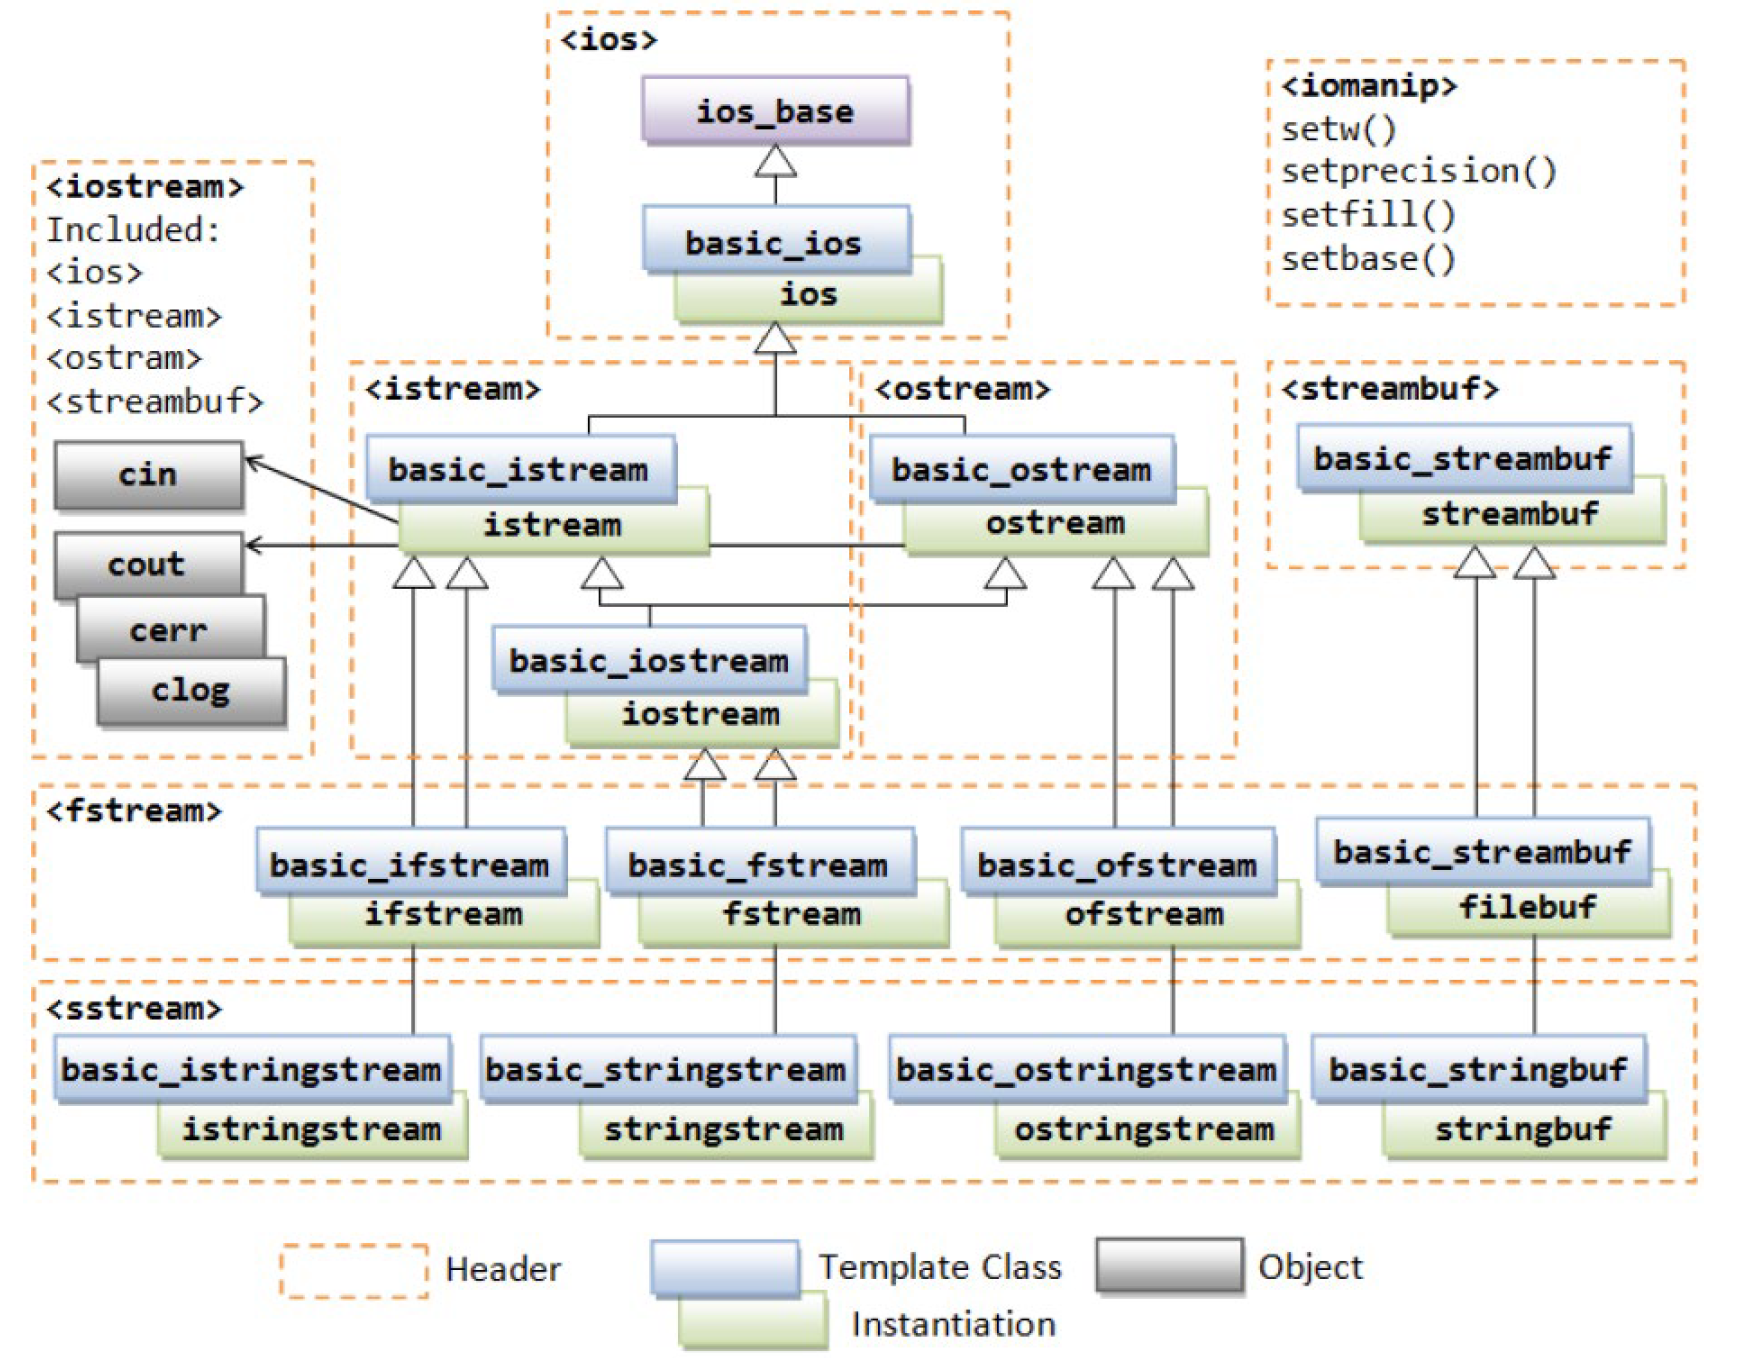 <ios>
ios_base
basic_ios
ios
<iomanip>
setw()
setprecision()
setfill()
setbase()
<iostream>
Included:
<ios>
<istream>
<ostram>
<streambuf>
cin
cout
cerr
clog
<istream>
basic_istream
istream
basic_iostream
iostream
<ostream>
basic_ostream
ostream
<streambuf>
basic_streambuf
streambuf
<fstream>
basic_ifstream
ifstream
basic_fstream
fstream
basic_ofstream
ofstream
basic_streambuf
filebuf
<sstream>
basic_istringstream
istringstream
basic_stringstream
stringstream
basic_ostringstream
ostringstream
basic_stringbuf
stringbuf
Header
Template Class
Instantiation
Object